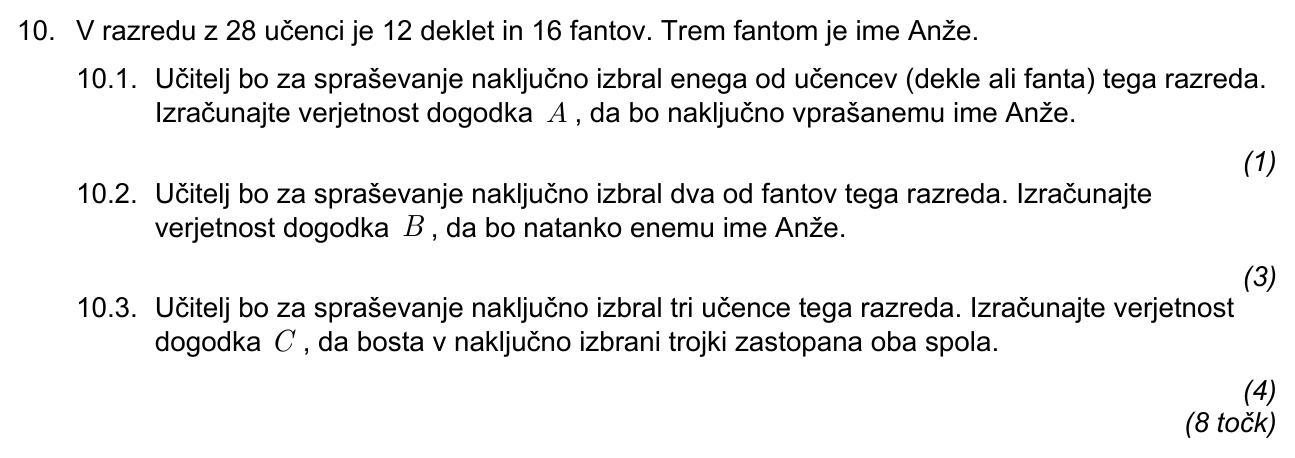 10. V razredu z 28 učenci je 12 deklet in 16 fantov. Trem fantom je ime Anže.
10.1. Učitelj bo za spraševanje naključno izbral enega od učencev (dekle ali fanta) tega razreda.
Izračunajte verjetnost dogodka A , da bo naključno vprašanemu ime Anže.
(1)
10.2. Učitelj bo za spraševanje naključno izbral dva od fantov tega razreda. Izračunajte
verjetnost dogodka B , da bo natanko enemu ime Anže.
(3)
10.3. Učitelj bo za spraševanje naključno izbral tri učence tega razreda. Izračunajte verjetnost
dogodka C , da bosta v naključno izbrani trojki zastopana oba spola.
(4)
(8 točk)